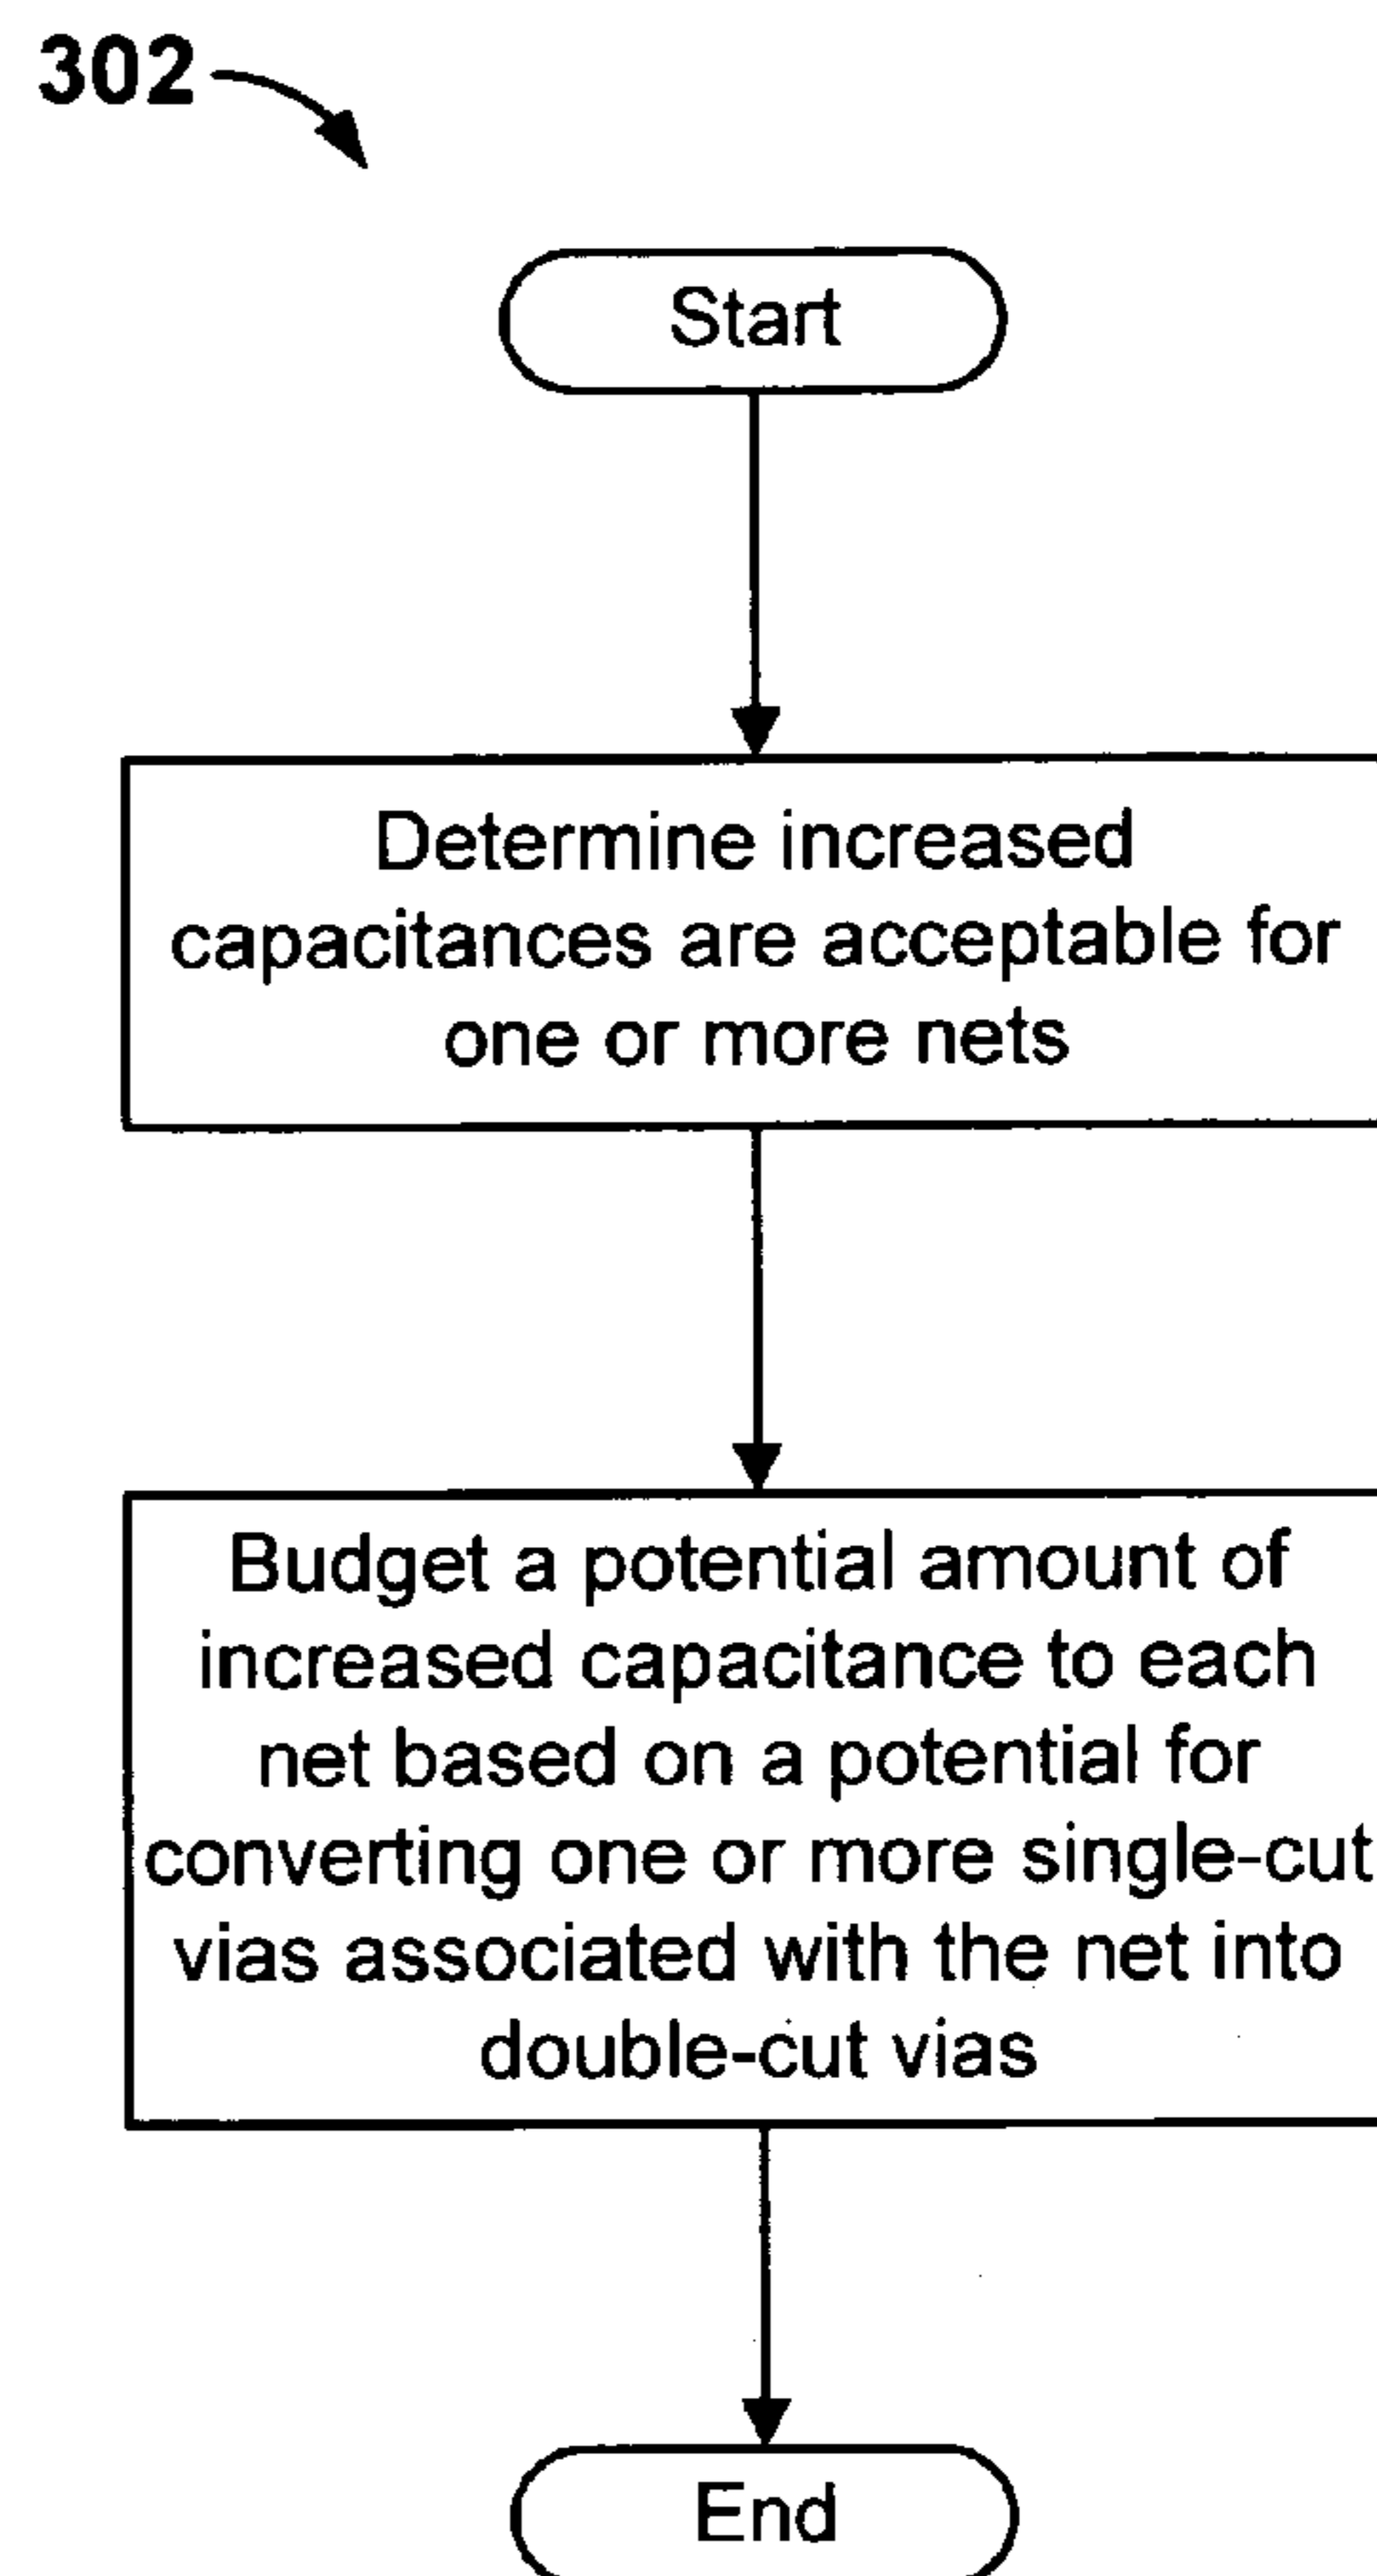 302
Start
Determine increased
capacitances are acceptable for
one or more nets
Budget a potential amount of
increased capacitance to each
net based on a potential for
converting one or more single-cut
vias associated with the net into
double-cut vias
End